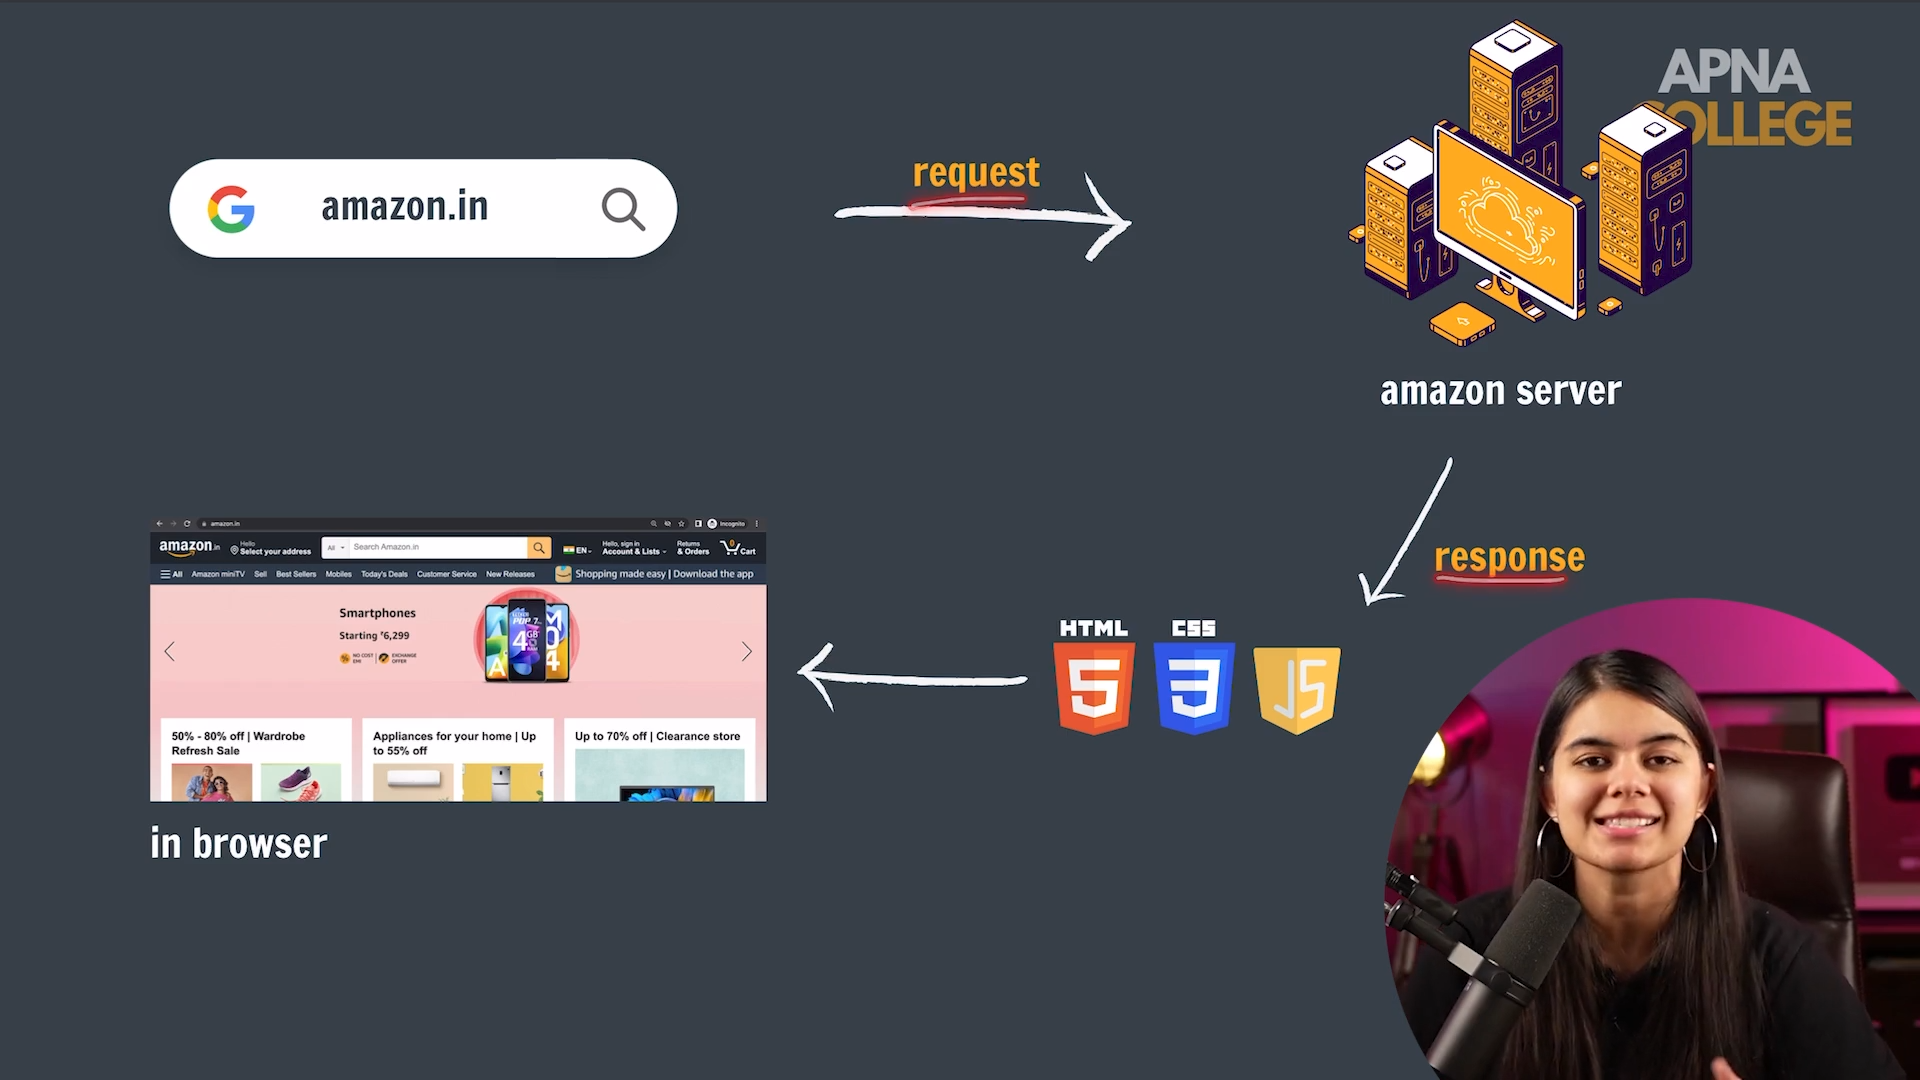 APNA
COLLEGE
amazon.in
request
amazon server
response
HTML
CSS
5
3
JS
amazon.in
Incognito
amazon.in
Hello
Select your address
All
Search Amazon.in
EN
Hello, sign in
Account & Lists
Returns
& Orders
0
Cart
All
Amazon miniTV
Sell
Best Sellers
Mobiles
Today's Deals
Customer Service
New Releases
Shopping made easy | Download the app
Smartphones
Starting ₹6,299
NO COST
EMI
EXCHANGE
OFFER
POP 7
4GB
50% - 80% off | Wardrobe
Refresh Sale
Appliances for your home | Up
to 55% off
Up to 70% off | Clearance store
in browser